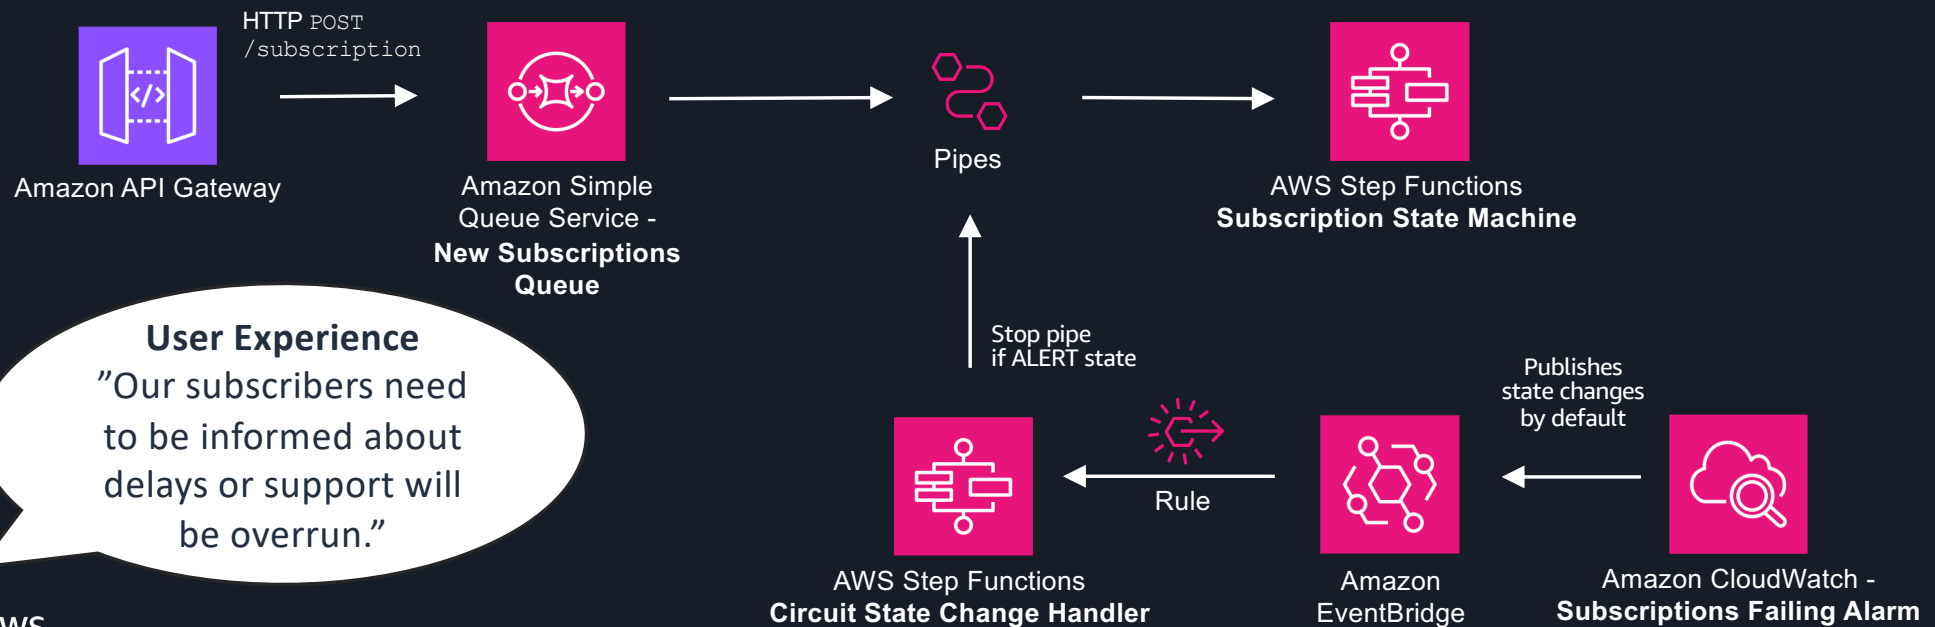 HTTP POST
/subscription
Amazon API Gateway
Amazon Simple
Queue Service -
New Subscriptions
Queue
Pipes
AWS Step Functions
Subscription State Machine
User Experience
”Our subscribers need
to be informed about
delays or support will
be overrun.”
Stop pipe
if ALERT state
Publishes
state changes
by default
Rule
</>
AWS Step Functions
Circuit State Change Handler
Amazon
EventBridge
Amazon CloudWatch -
Subscriptions Failing Alarm